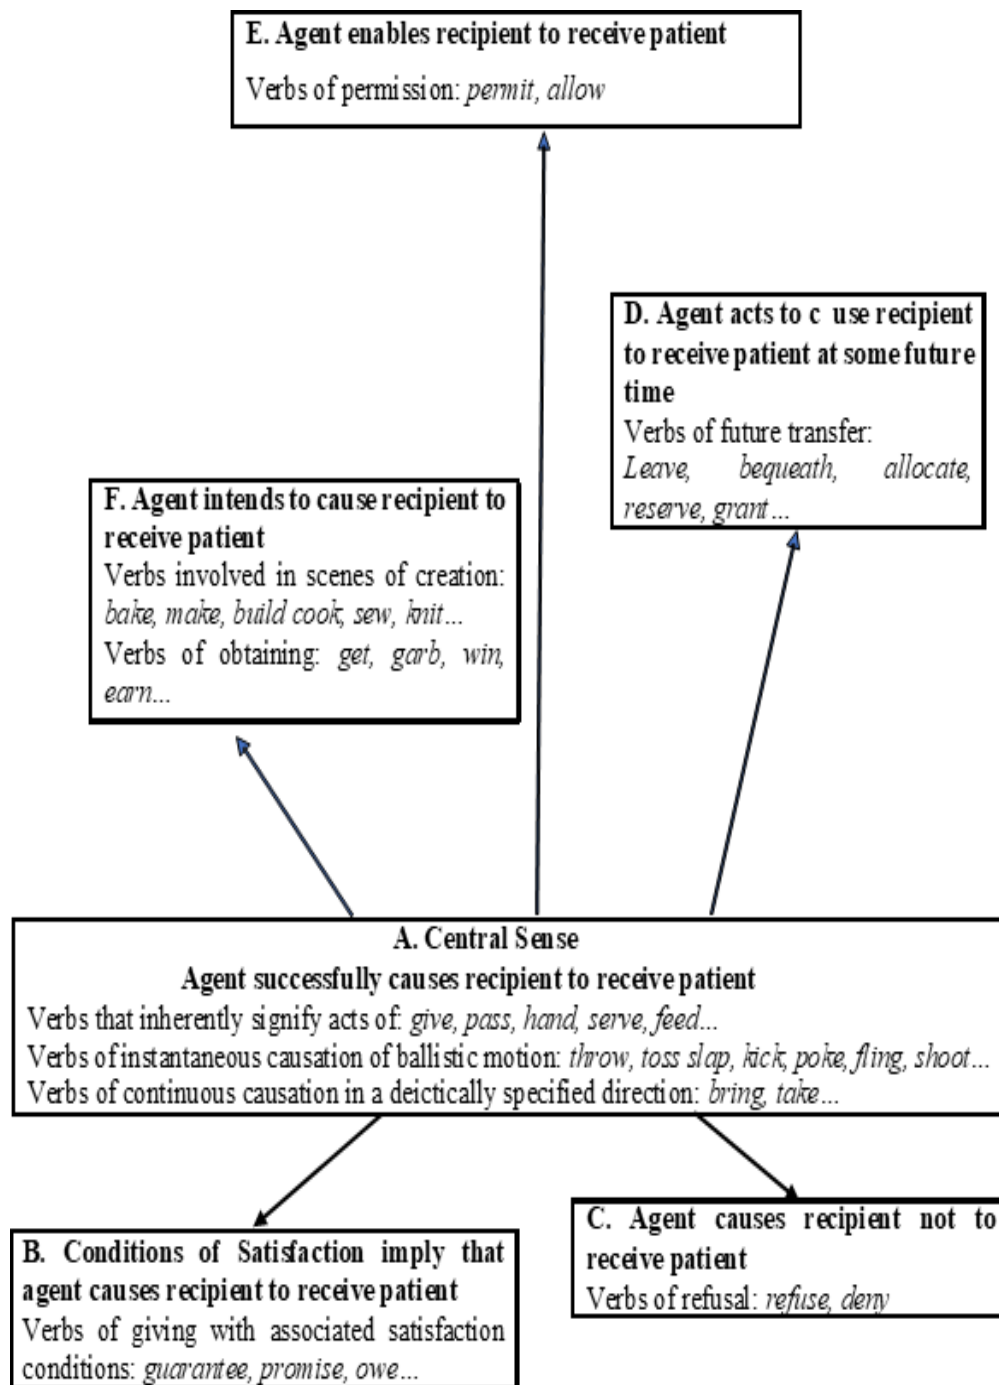 E. Agent enables recipient to receive patient
Verbs of permission: permit, allow
D. Agent acts to c use recipient
to receive patient at some future
time
Verbs of future transfer:
Leave, bequeath, allocate,
reserve, grant…
F. Agent intends to cause recipient to
receive patient
Verbs involved in scenes of creation:
bake, make, build cook, sew, knit…
Verbs of obtaining: get, garb, win,
earn…
A. Central Sense
Agent successfully causes recipient to receive patient
Verbs that inherently signify acts of: give, pass, hand, serve, feed…
Verbs of instantaneous causation of ballistic motion: throw, toss slap, kick, poke, fling, shoot…
Verbs of continuous causation in a deictically specified direction: bring, take…
B. Conditions of Satisfaction imply that
agent causes recipient to receive patient
Verbs of giving with associated satisfaction
conditions: guarantee, promise, owe…
C. Agent causes recipient not to
receive patient
Verbs of refusal: refuse, deny